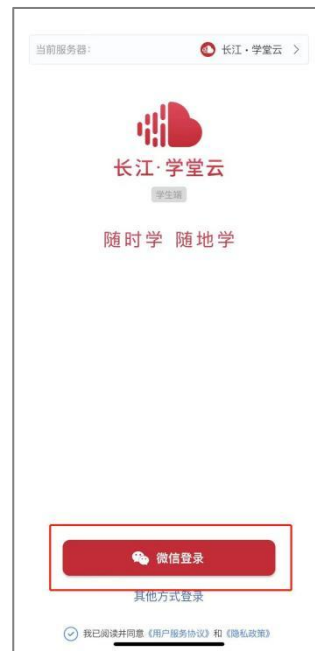 当前服务器： 长江·学堂云 >
长江·学堂云
学生端
随时学 随地学
微信登录
其他方式登录
我已阅读并同意《用户服务协议》和《隐私政策》